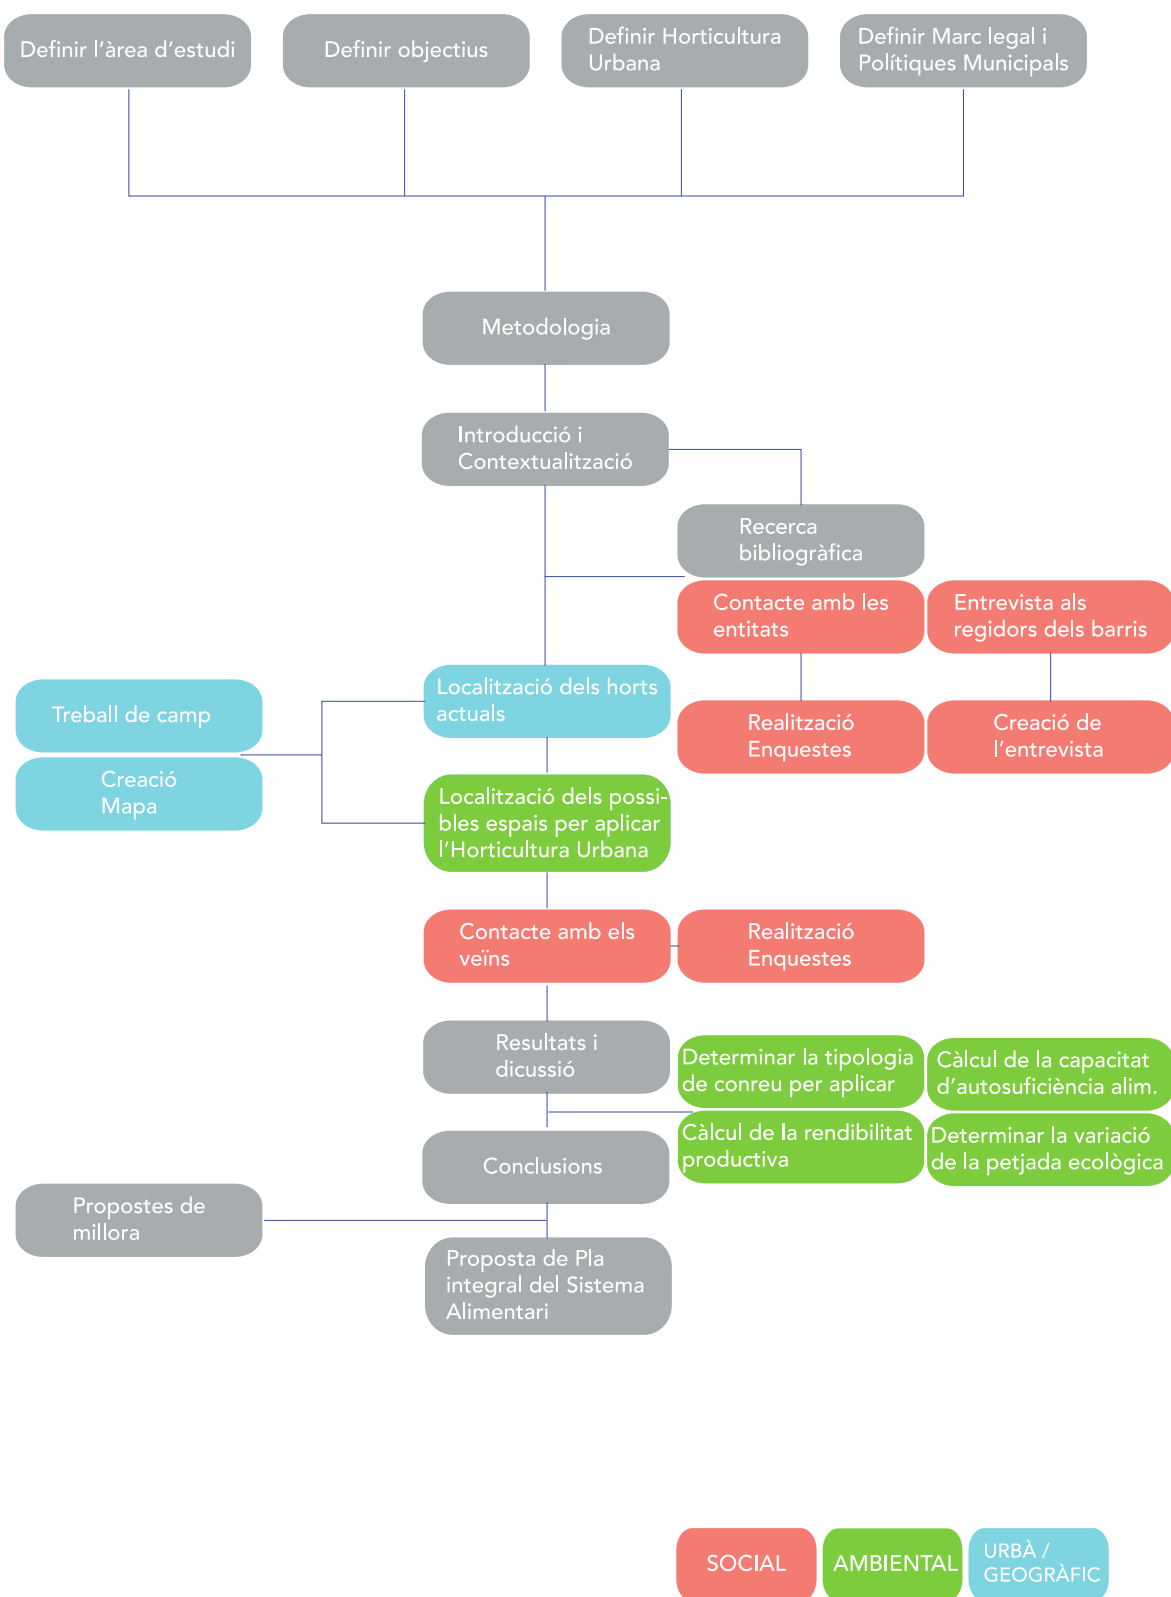 Definir l'àrea d'estudi
Definir objectius
Definir Horticultura
Urbana
Definir Marc legal i
Polítiques Municipals
Metodologia
Introducció i
Contextualització
Recerca
bibliogràfica
Contacte amb les
entitats
Entrevista als
regidors dels barris
Localització dels horts
actuals
Treball de camp
Realització
Enquestes
Creació de
l'entrevista
Creació
Mapa
Localització dels possi-
bles espais per aplicar
l'Horticultura Urbana
Contacte amb els
veïns
Realització
Enquestes
Resultats i
dicussió
Determinar la tipologia
de conreu per aplicar
Càlcul de la capacitat
d'autosuficiència alim.
Càlcul de la rendibilitat
productiva
Determinar la variació
de la petjada ecològica
Conclusions
Propostes de
millora
Proposta de Pla
integral del Sistema
Alimentari
SOCIAL
AMBIENTAL
URBÀ /
GEOGRÀFIC